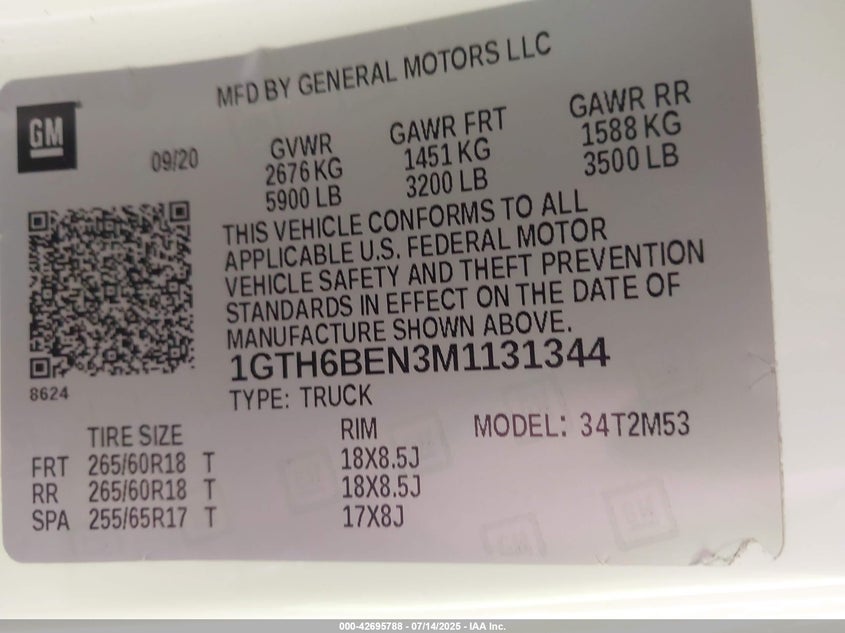 MFD BY GENERAL MOTORS LLC
GM
09/20
GVWR
2676 KG
5900 LB
GAWR FRT
1451 KG
3200 LB
GAWR RR
1588 KG
3500 LB
THIS VEHICLE CONFORMS TO ALL
APPLICABLE U.S. FEDERAL MOTOR
VEHICLE SAFETY AND THEFT PREVENTION
STANDARDS IN EFFECT ON THE DATE OF
MANUFACTURE SHOWN ABOVE.
1GTH6BEN3M1131344
8624
TYPE: TRUCK
TIRE SIZE RIM MODEL: 34T2M53
FRT 265/60R18 T 18X8.5J
RR 265/60R18 T 18X8.5J
SPA 255/65R17 T 17X8J
GM
GM
000-42695788 - 07/14/2025 - IAA Inc.